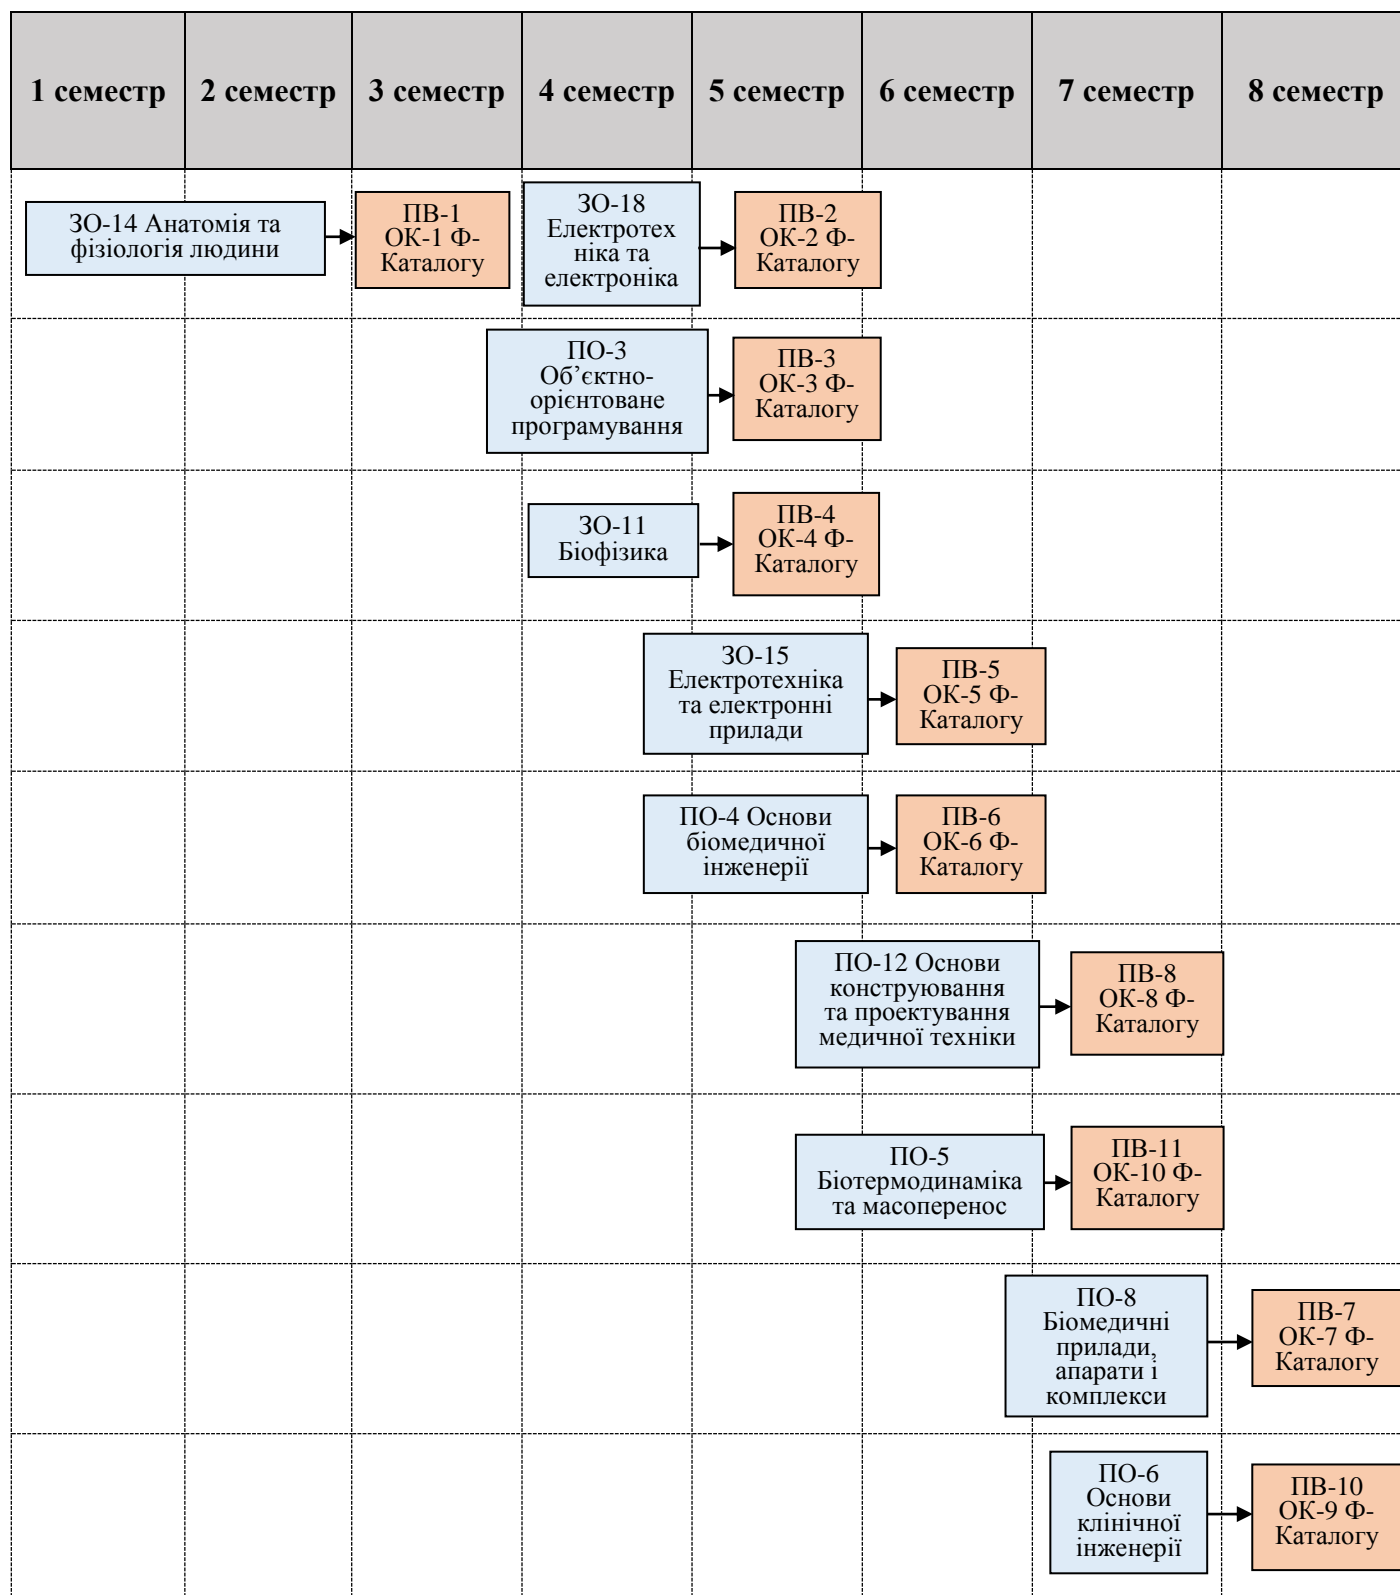 1 семестр
2 семестр
3 семестр
4 семестр
5 семестр
6 семестр
7 семестр
8 семестр
ЗО-14 Анатомія та
фізіологія людини
ПВ-1
ОК-1 Ф-
Каталогу
ЗО-18
Електротех
ніка та
електроніка
ПВ-2
ОК-2 Ф-
Каталогу
ПО-3
Об’єктно-
орієнтоване
програмування
ПВ-3
ОК-3 Ф-
Каталогу
ЗО-11
Біофізика
ПВ-4
ОК-4 Ф-
Каталогу
ЗО-15
Електротехніка
та електронні
прилади
ПВ-5
ОК-5 Ф-
Каталогу
ПО-4 Основи
біомедичної
інженерії
ПВ-6
ОК-6 Ф-
Каталогу
ПО-12 Основи
конструювання
та проектування
медичної техніки
ПВ-8
ОК-8 Ф-
Каталогу
ПО-5
Біотермодинаміка
та масоперенос
ПВ-11
ОК-10 Ф-
Каталогу
ПО-8
Біомедичні
прилади,
апарати і
комплекси
ПВ-7
ОК-7 Ф-
Каталогу
ПО-6
Основи
клінічної
інженерії
ПВ-10
ОК-9 Ф-
Каталогу